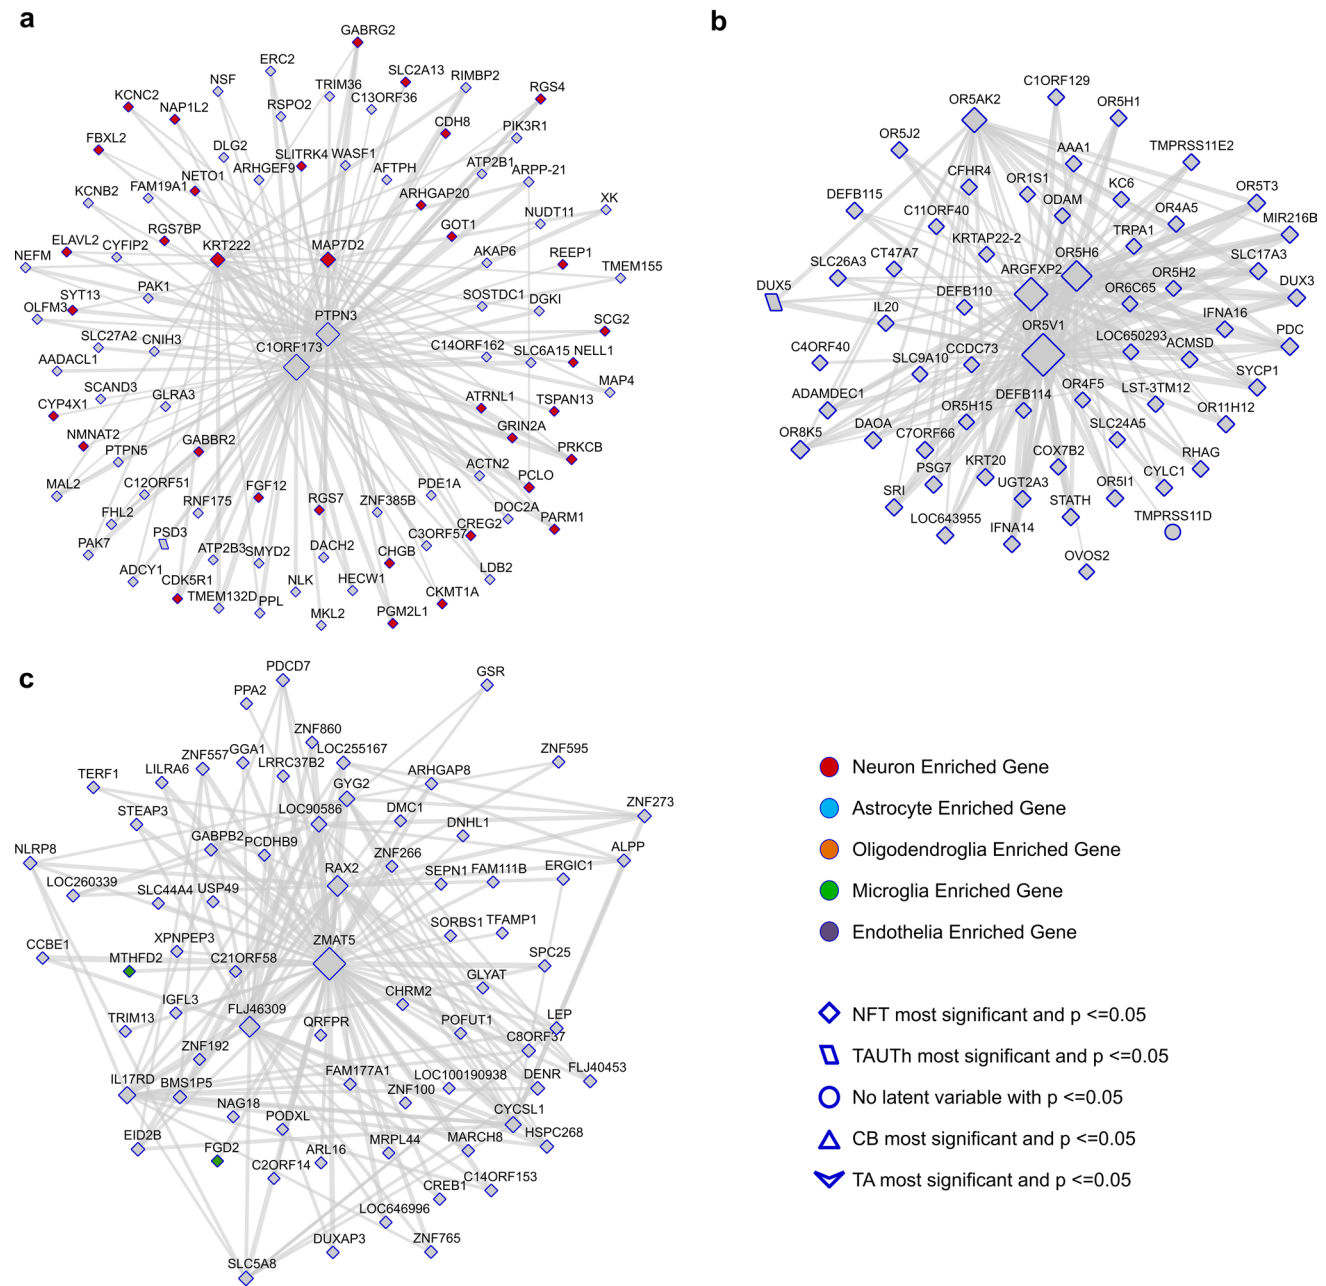 a
GABRG2
ERC2
SLC2A13
RIMBP2
NSF
TRIM36
RGS4
KCNC2
NAP1L2
RSPO2
C13ORF36
CDH8
PIK3R1
FBXL2
DLG2
ARHGEF9
SLITRK4
WASF1
AFTPH
ATP2B1
ARPP-21
KCNB2
FAM19A1
NETO1
ARHGAP20
XK
RGS7BP
GOT1
NUDT11
ELAVL2
CYFIP2
KRT222
MAP7D2
AKAP6
REEP1
NEFM
TMEM155
SYT13
PAK1
SOSTDC1
DGKI
OLFM3
PTPN3
SCG2
SLC27A2
CNIH3
C1ORF173
C14ORF162
SLC6A15
NELL1
AADACL1
MAP4
SCAND3
GLRA3
ATRNL1
TSPAN13
CYP4X1
GRIN2A
NMNAT2
GABBR2
PRKCB
PTPN5
ACTN2
PCLO
MAL2
C12ORF51
FGF12
RGS7
ZNF385B
PDE1A
DOC2A
PARM1
FHL2
RNF175
CREG2
PAK7
PSD3
ATP2B3
SMYD2
DACH2
CHGB
C3ORF57
LDB2
ADCY1
CDK5R1
TMEM132D
PPL
NLK
HECW1
CKMT1A
MKL2
PGM2L1
b
C1ORF129
OR5AK2
OR5H1
OR5J2
AAA1
TMPRSS11E2
CFHR4
OR1S1
KC6
OR5T3
DEFB115
C11ORF40
ODAM
OR4A5
MIR216B
KRTAP22-2
TRPA1
SLC26A3
CT47A7
ARGFXP2
OR5H6
SLC17A3
DUX5
DEFB110
OR6C65
OR5H2
DUX3
IL20
OR5V1
IFNA16
C4ORF40
SLC9A10
CCDC73
LOC650293
ACMSD
PDC
SYCP1
ADAMDEC1
OR5H15
DEFB114
OR4F5
LST-3TM12
OR11H12
OR8K5
DAOA
C7ORF66
SLC24A5
PSG7
KRT20
COX7B2
RHAG
SRI
UGT2A3
OR5I1
CYLC1
LOC643955
IFNA14
STATH
TMPRSS11D
OVOS2
c
PDCD7
GSR
PPA2
ZNF860
ZNF557
GGA1
LOC255167
ZNF595
TERF1
LILRA6
LRRC37B2
ARHGAP8
GYG2
STEAP3
LOC90586
DMC1
ZNF273
GABPB2
PCDHB9
DNHL1
NLRP8
ZNF266
ALPP
LOC260339
SLC44A4
USP49
RAX2
SEPN1
FAM111B
ERGIC1
SORBS1
TFAMP1
CCBE1
XPNPEP3
ZMAT5
MTHFD2
C21ORF58
SPC25
GLYAT
IGFL3
FLJ46309
CHRM2
TRIM13
QRFPR
POFUT1
LEP
ZNF192
C8ORF37
IL17RD
BMS1P5
FAM177A1
LOC100190938
DENR
FLJ40453
ZNF100
NAG18
PODXL
CYCSL1
EID2B
FGD2
ARL16
MRPL44
MARCH8
HSPC268
C2ORF14
CREB1
C14ORF153
LOC646996
DUXAP3
ZNF765
SLC5A8
Neuron Enriched Gene
Astrocyte Enriched Gene
Oligodendroglia Enriched Gene
Microglia Enriched Gene
Endothelia Enriched Gene
NFT most significant and p <=0.05
TAUTh most significant and p <=0.05
No latent variable with p <=0.05
CB most significant and p <=0.05
TA most significant and p <=0.05